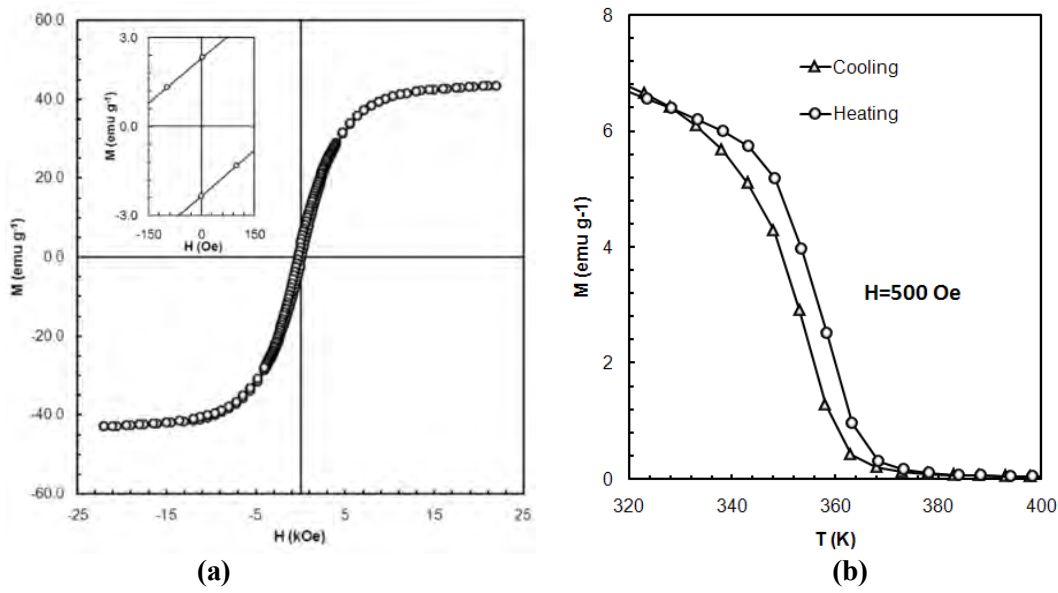 60.0
40.0
20.0
0.0
-20.0
-40.0
-60.0
M (emu g⁻¹)
-25
-15
-5
5
15
25
H (kOe)
3.0
0.0
-3.0
M (emu g⁻¹)
-150
0
150
H (Oe)
(a)
8
6
4
2
0
M (emu g-1)
Cooling
Heating
H=500 Oe
320
340
360
380
400
T (K)
(b)